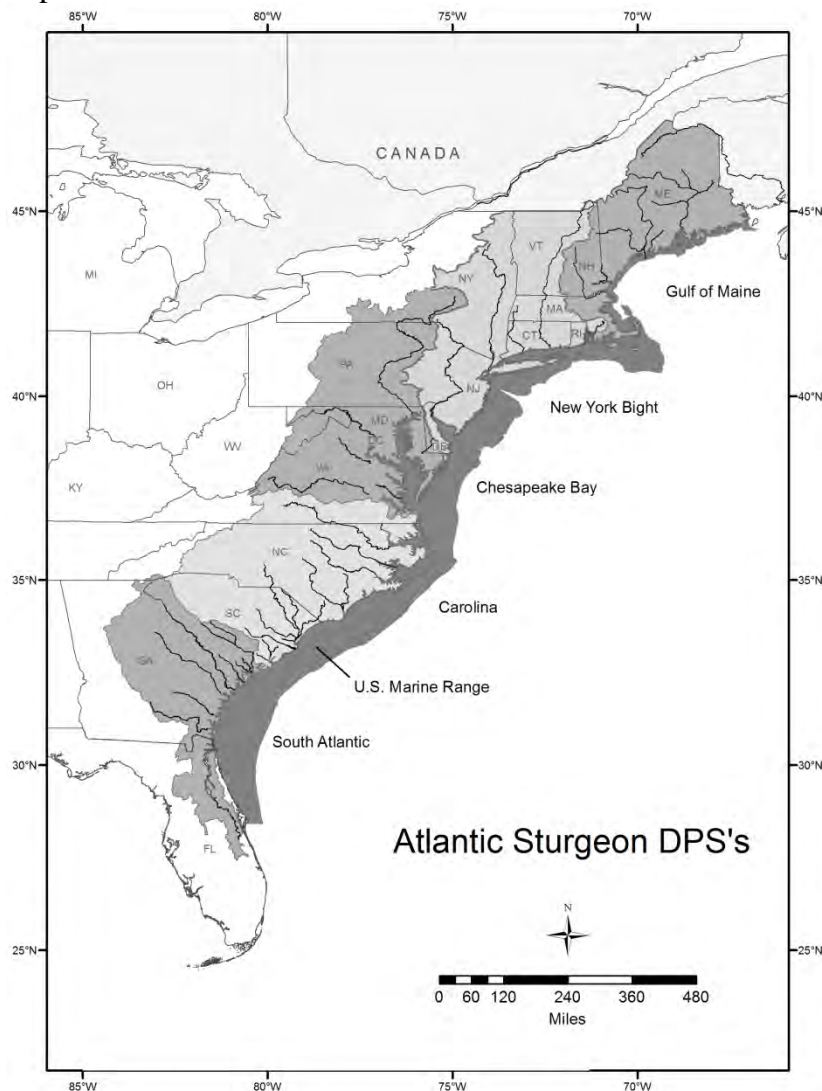 85°W 80°W 75°W 70°W
CANADA
45°N 45°N
ME
VT
NH
MI
NY
Gulf of Maine
MA
CT RI
PA
40°N 40°N
OH
NJ
New York Bight
MD
DC DE
WV
VA
Chesapeake Bay
KY
NC
35°N 35°N
SC
Carolina
GA
U.S. Marine Range
South Atlantic
30°N 30°N
FL
Atlantic Sturgeon DPS's
N
25°N 25°N
0 60 120 240 360 480
Miles
85°W 80°W 75°W 70°W